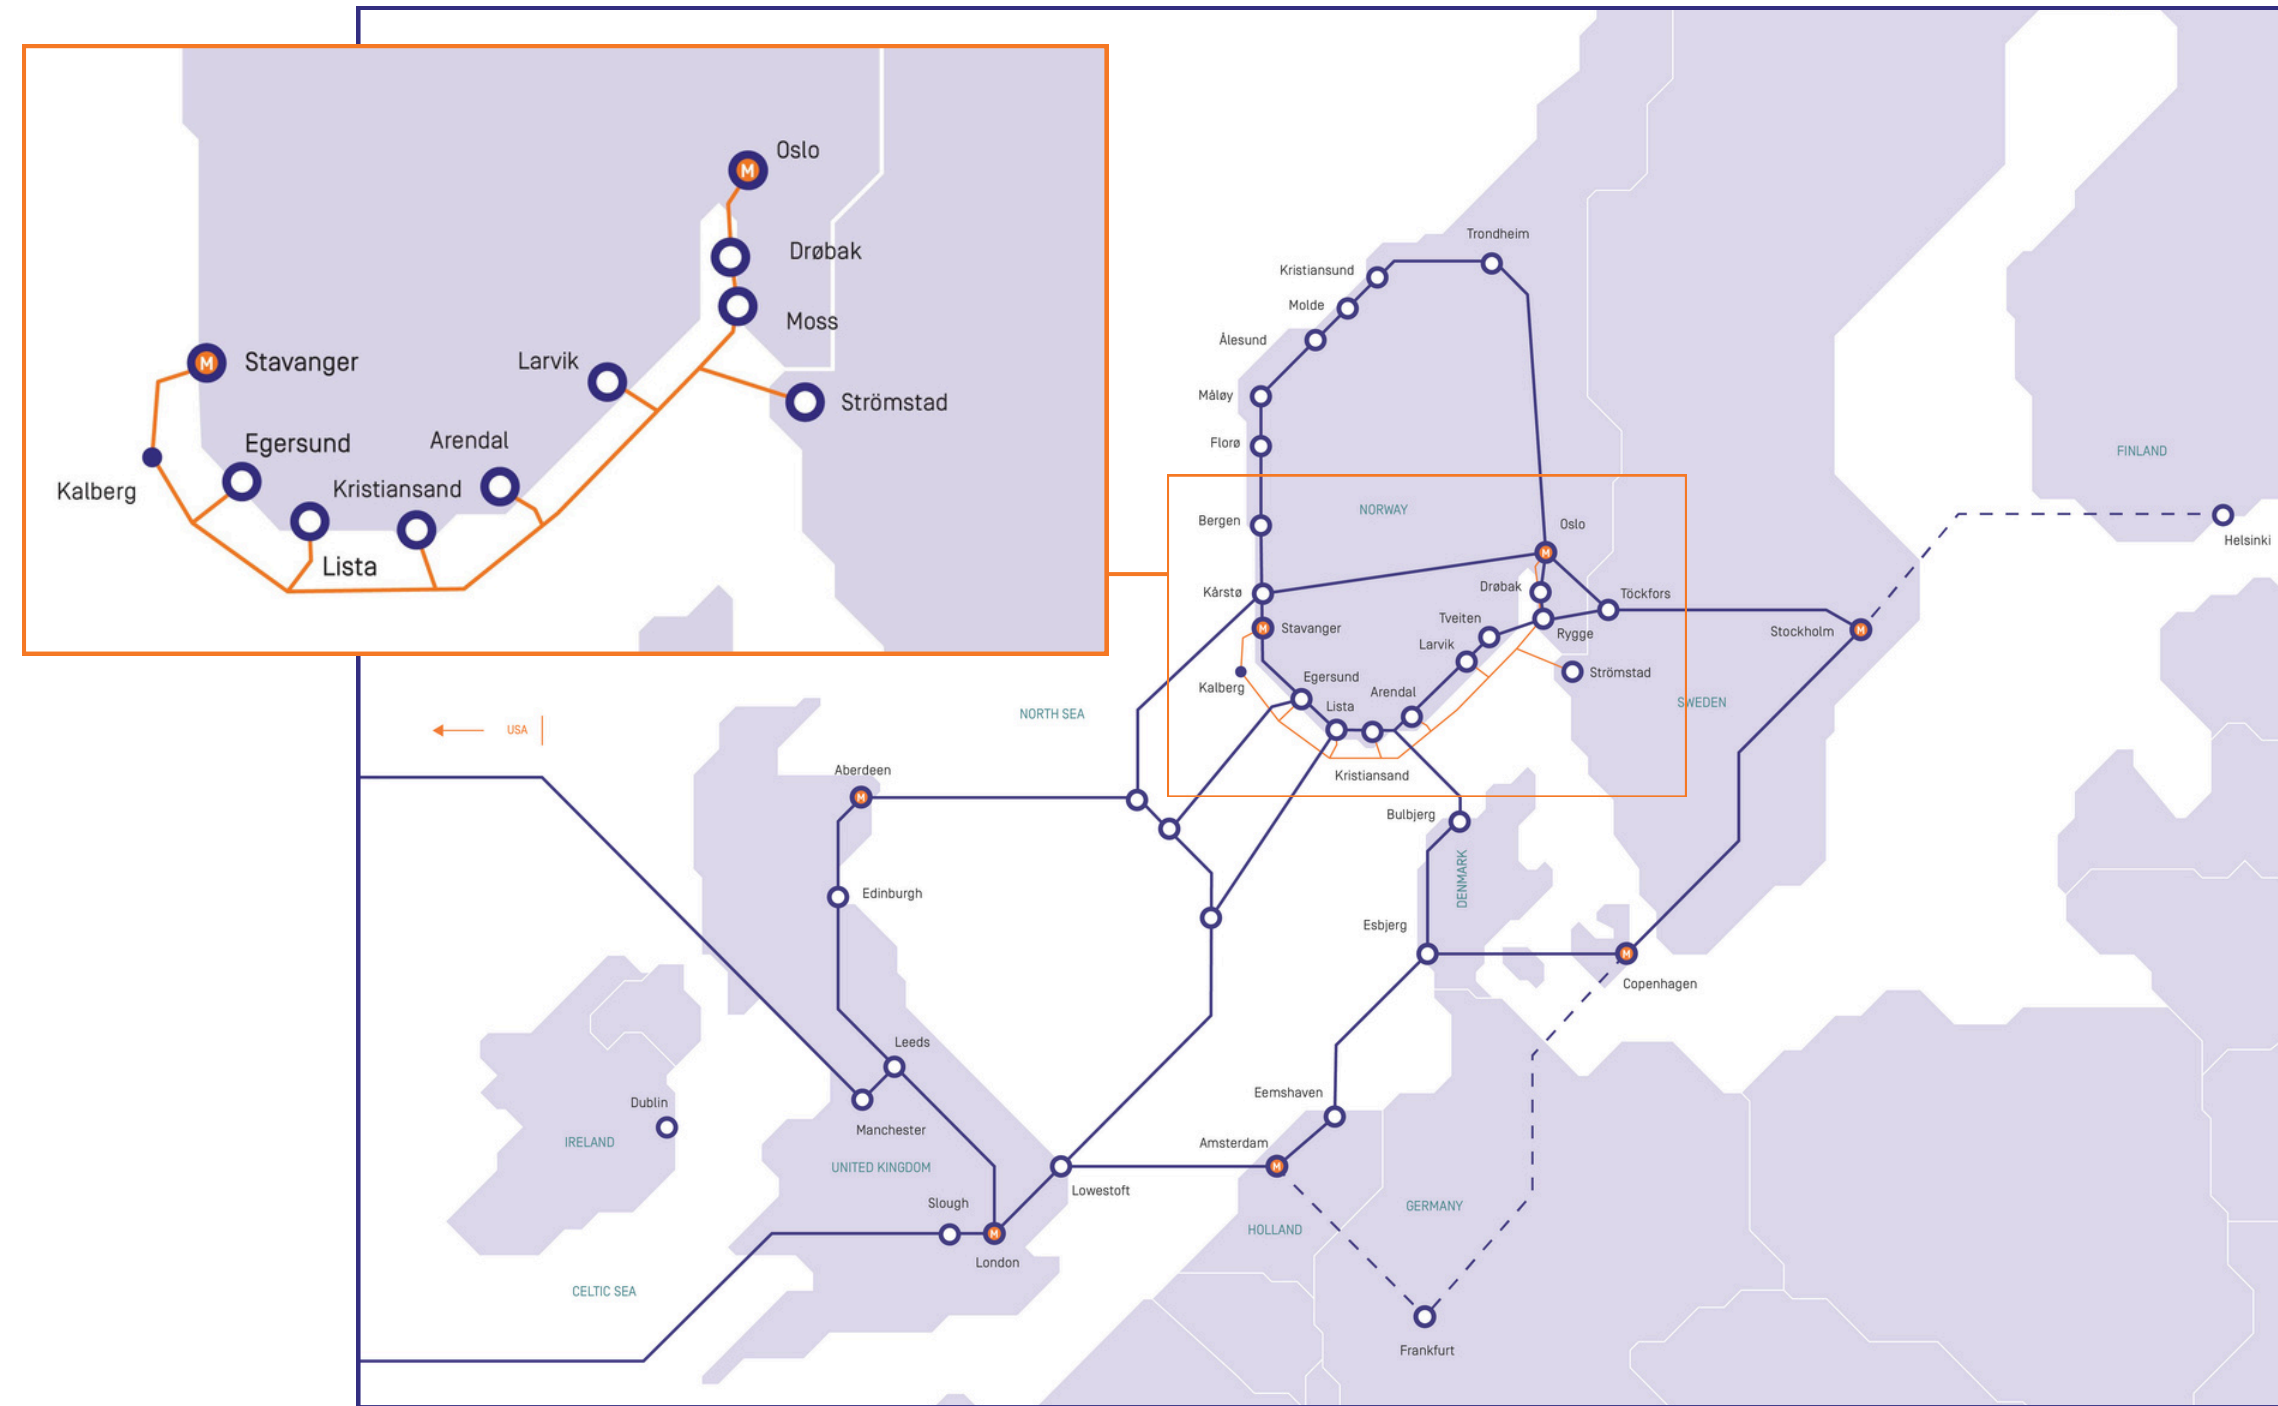 Oslo
M
Drøbak
Moss
M
Stavanger
Larvik
Strömstad
Egersund
Arendal
Kalberg
Kristiansand
Lista
Trondheim
Kristiansund
Molde
Ålesund
Måløy
Florø
FINLAND
NORWAY
Bergen
Oslo
M
Helsinki
Kårstø
Drøbak
Töckfors
Tveiten
M
Stavanger
Rygge
Stockholm
M
Larvik
Strömstad
Egersund
Kalberg
Arendal
Lista
SWEDEN
NORTH SEA
USA
Aberdeen
M
Kristiansand
Bulbjerg
DENMARK
Edinburgh
Esbjerg
M
Copenhagen
Leeds
Eemshaven
Dublin
Manchester
IRELAND
Amsterdam
M
UNITED KINGDOM
Lowestoft
Slough
GERMANY
HOLLAND
M
London
CELTIC SEA
Frankfurt